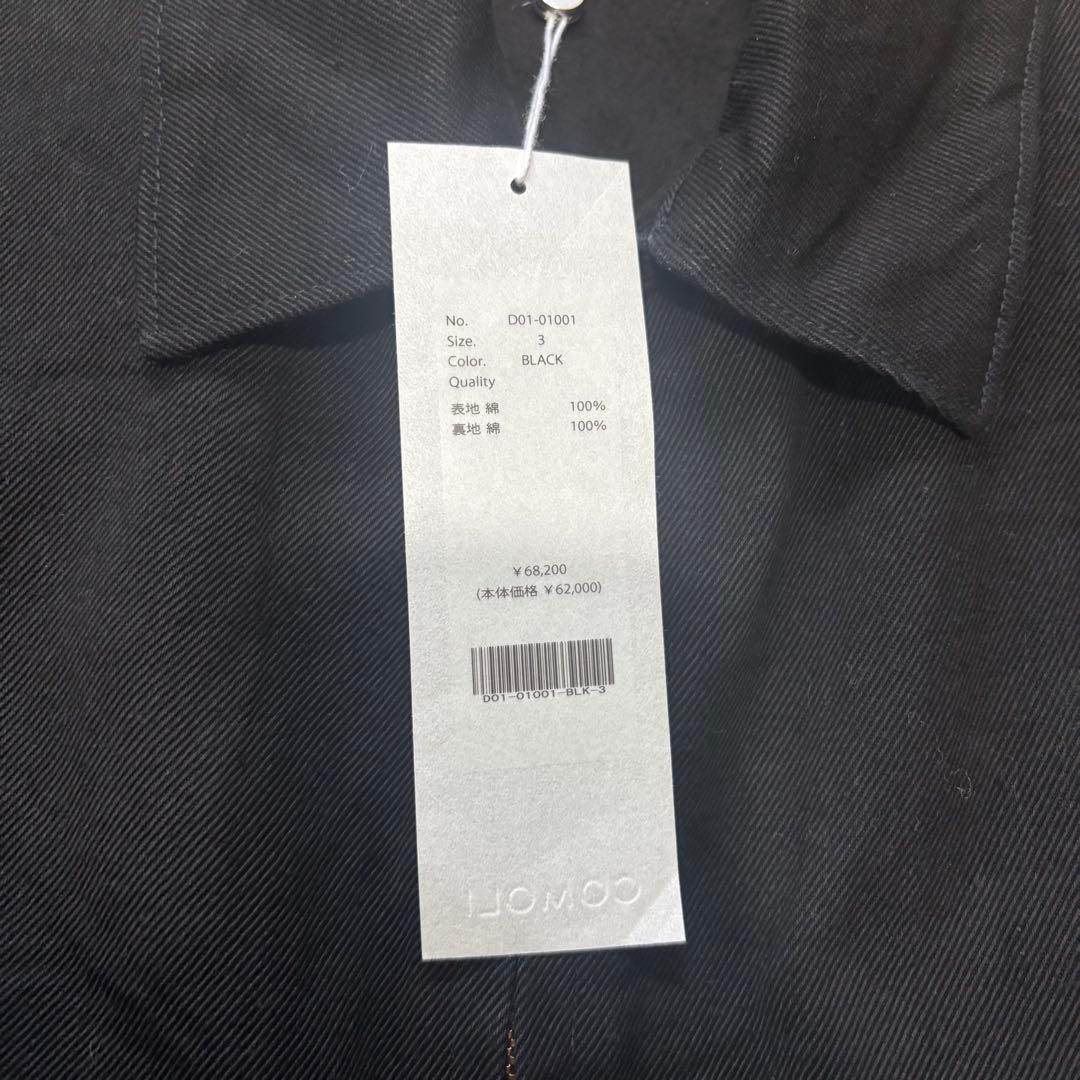 No. D01-01001
Size. 3
Color. BLACK
Quality
表地 綿 100%
裏地 綿 100%
￥68,200
(本体価格 ￥62,000)
D01-01001-BLK-3
COMOLI